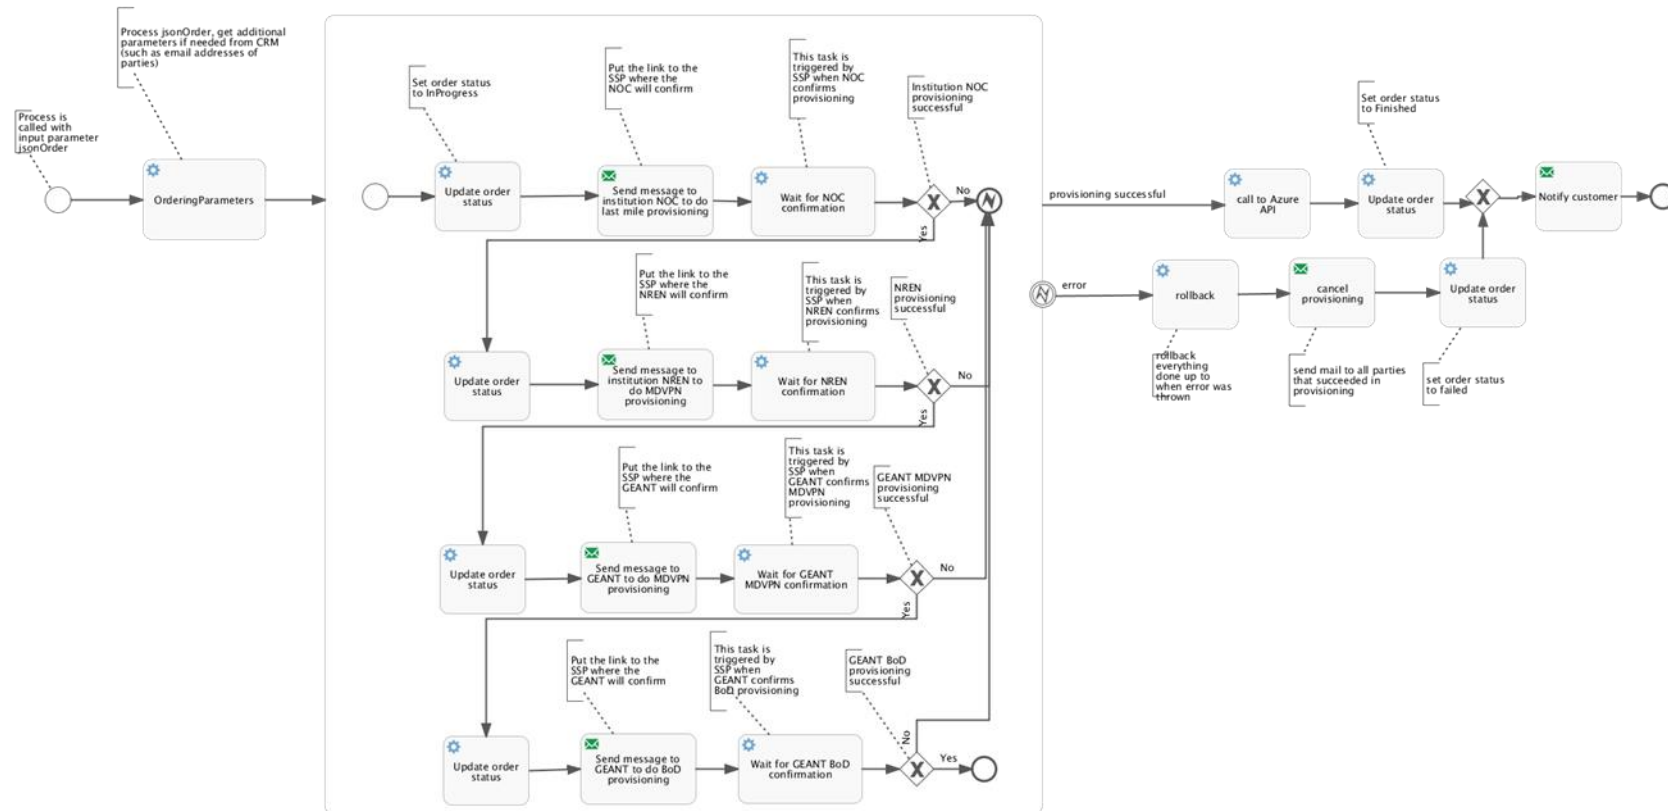 Process is
called with
input parameter
jsonOrder
Process jsonOrder, get additional
parameters if needed from CRM
(such as email addresses of
parties)
OrderingParameters
Set order status
to InProgress
Put the link to the
SSP where the
NOC will confirm
This task is
triggered by
SSP when NOC
confirms
provisioning
Institution NOC
provisioning
successful
Update order
status
Send message to
institution NOC to do
last mile provisioning
Wait for NOC
confirmation
No
Yes
Put the link to the
SSP where the
NREN will confirm
This task is
triggered by
SSP when
NREN confirms
provisioning
NREN
provisioning
successful
Update order
status
Send message to
institution NREN to
do MDVPN
provisioning
Wait for NREN
confirmation
No
Yes
Put the link to the
SSP where the
GEANT will confirm
This task is
triggered by
SSP when
GEANT confirms
MDVPN
provisioning
GEANT MDVPN
provisioning
successful
Update order
status
Send message to
GEANT to do MDVPN
provisioning
Wait for GEANT
MDVPN confirmation
No
Yes
Put the link to the
SSP where the
GEANT will confirm
This task is
triggered by
SSP when
GEANT confirms
BoD provisioning
GEANT BoD
provisioning
successful
Update order
status
Send message to
GEANT to do BoD
provisioning
Wait for GEANT BoD
confirmation
No
Yes
provisioning successful
call to Azure
API
Set order status
to Finished
Update order
status
Notify customer
error
rollback
cancel
provisioning
Update order
status
rollback
everything
done up to
when error was
thrown
send mail to all parties
that succeeded in
provisioning
set order status
to failed